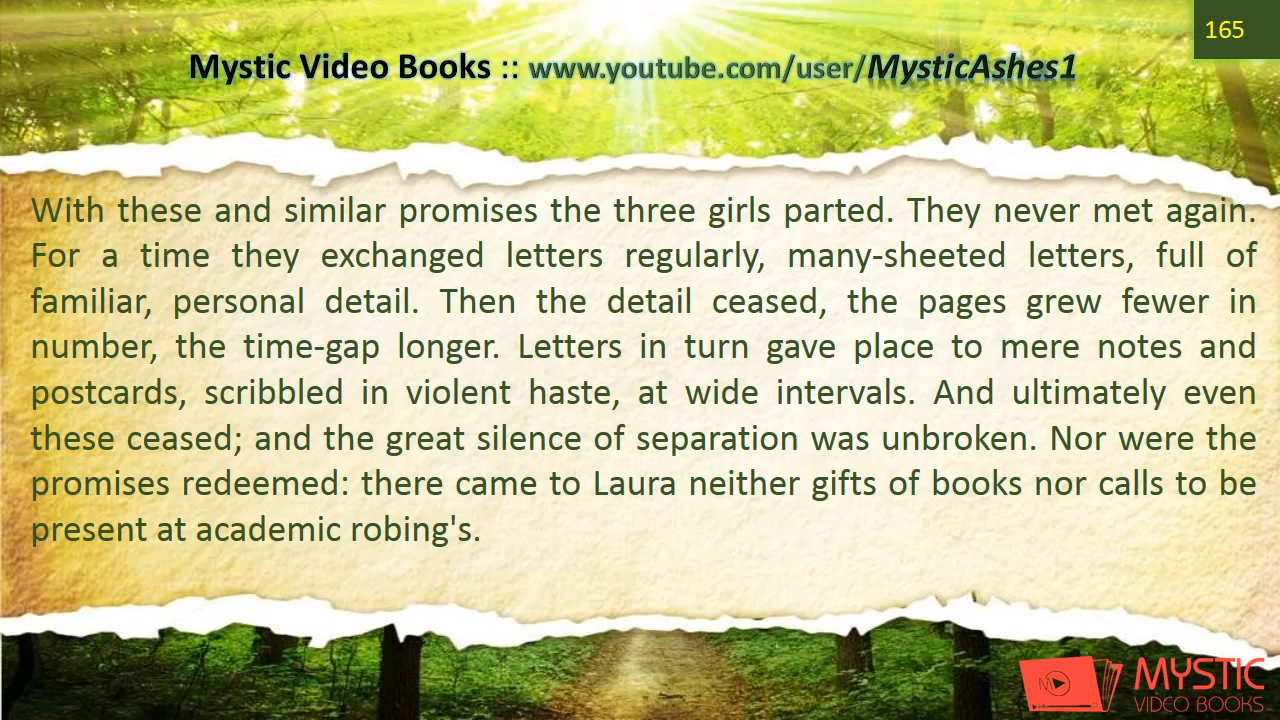 165
Mystic Video Books :: www.youtube.com/user/MysticAshes1
With these and similar promises the three girls parted. They never met again.
For a time they exchanged letters regularly, many-sheeted letters, full of
familiar, personal detail. Then the detail ceased, the pages grew fewer in
number, the time-gap longer. Letters in turn gave place to mere notes and
postcards, scribbled in violent haste, at wide intervals. And ultimately even
these ceased; and the great silence of separation was unbroken. Nor were the
promises redeemed: there came to Laura neither gifts of books nor calls to be
present at academic robing's.
MYSTIC
VIDEO BOOKS